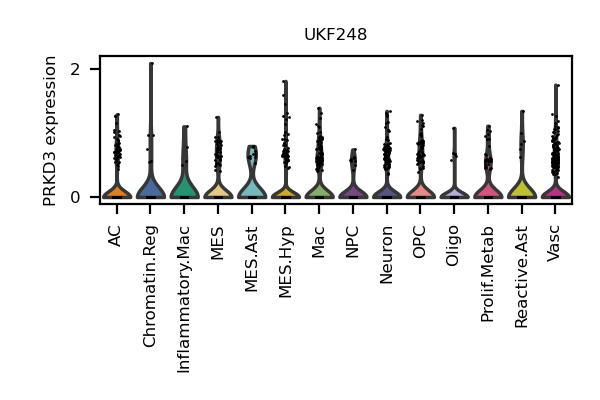 UKF248
PRKD3 expression
2
0
AC
Chromatin.Reg
Inflammatory.Mac
MES
MES.Ast
MES.Hyp
Mac
NPC
Neuron
OPC
Oligo
Prolif.Metab
Reactive.Ast
Vasc